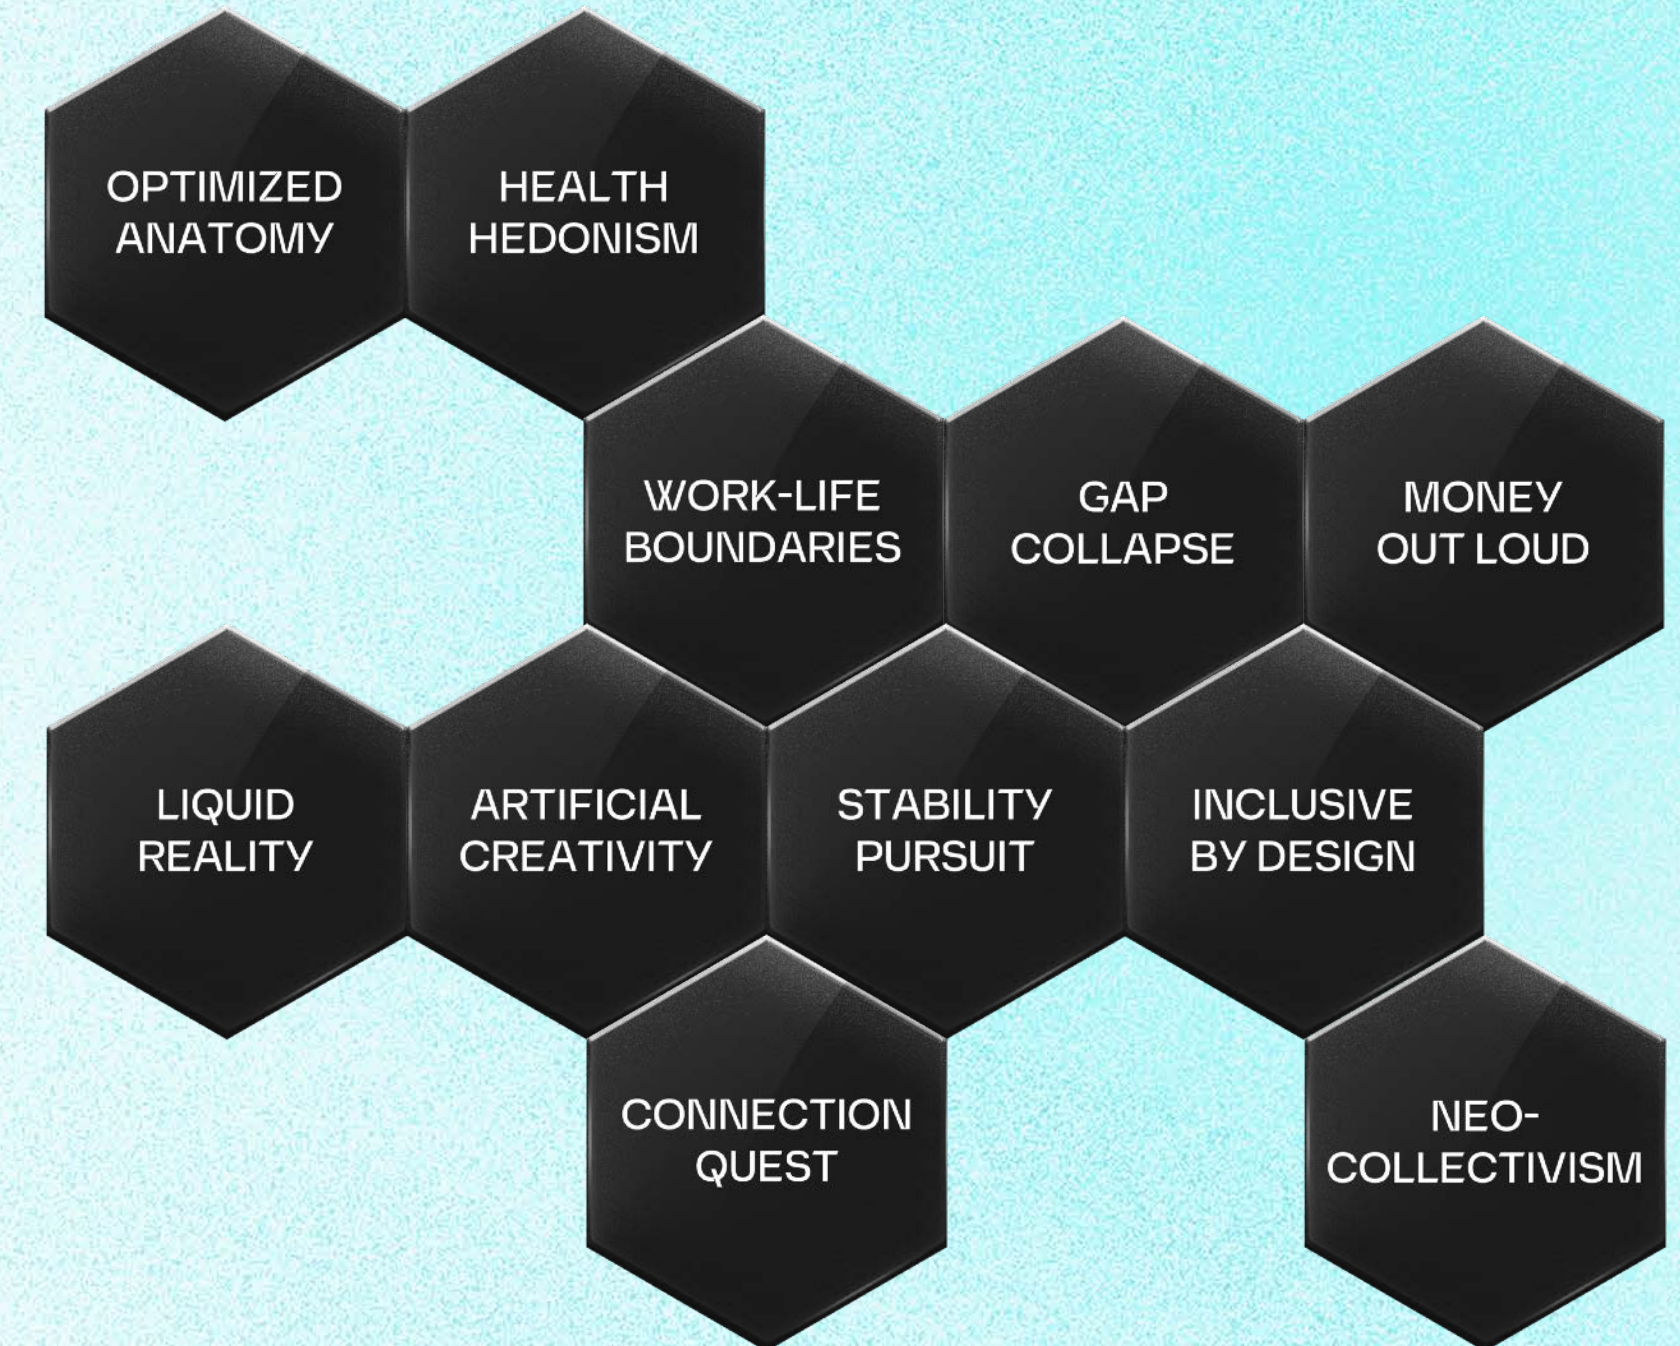 OPTIMIZED
ANATOMY
HEALTH
HEDONISM
WORK-LIFE
BOUNDARIES
GAP
COLLAPSE
MONEY
OUT LOUD
LIQUID
REALITY
ARTIFICIAL
CREATIVITY
STABILITY
PURSUIT
INCLUSIVE
BY DESIGN
CONNECTION
QUEST
NEO-
COLLECTIVISM